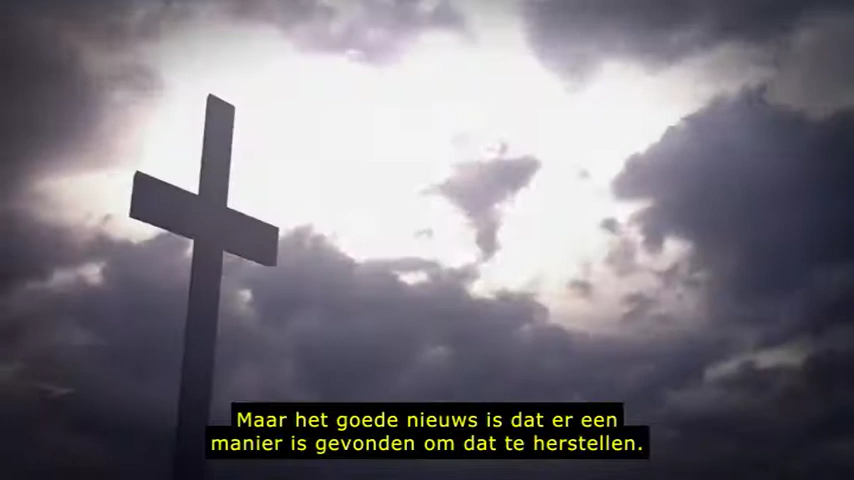 Maar het goede nieuws is dat er een
manier is gevonden om dat te herstellen.